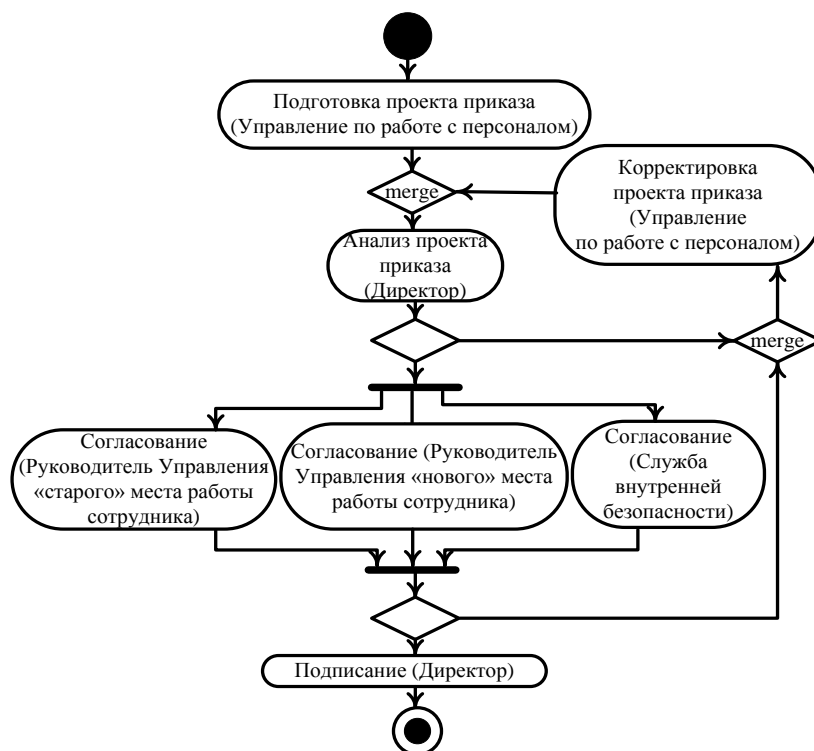 Подготовка проекта приказа
(Управление по работе с персоналом)
merge
Корректировка
проекта приказа
(Управление
по работе с персоналом)
Анализ проекта
приказа
(Директор)
merge
Согласование
(Руководитель Управления
«старого» места работы
сотрудника)
Согласование (Руководитель
Управления «нового» места
работы сотрудника)
Согласование
(Служба
внутренней
безопасности)
Подписание (Директор)